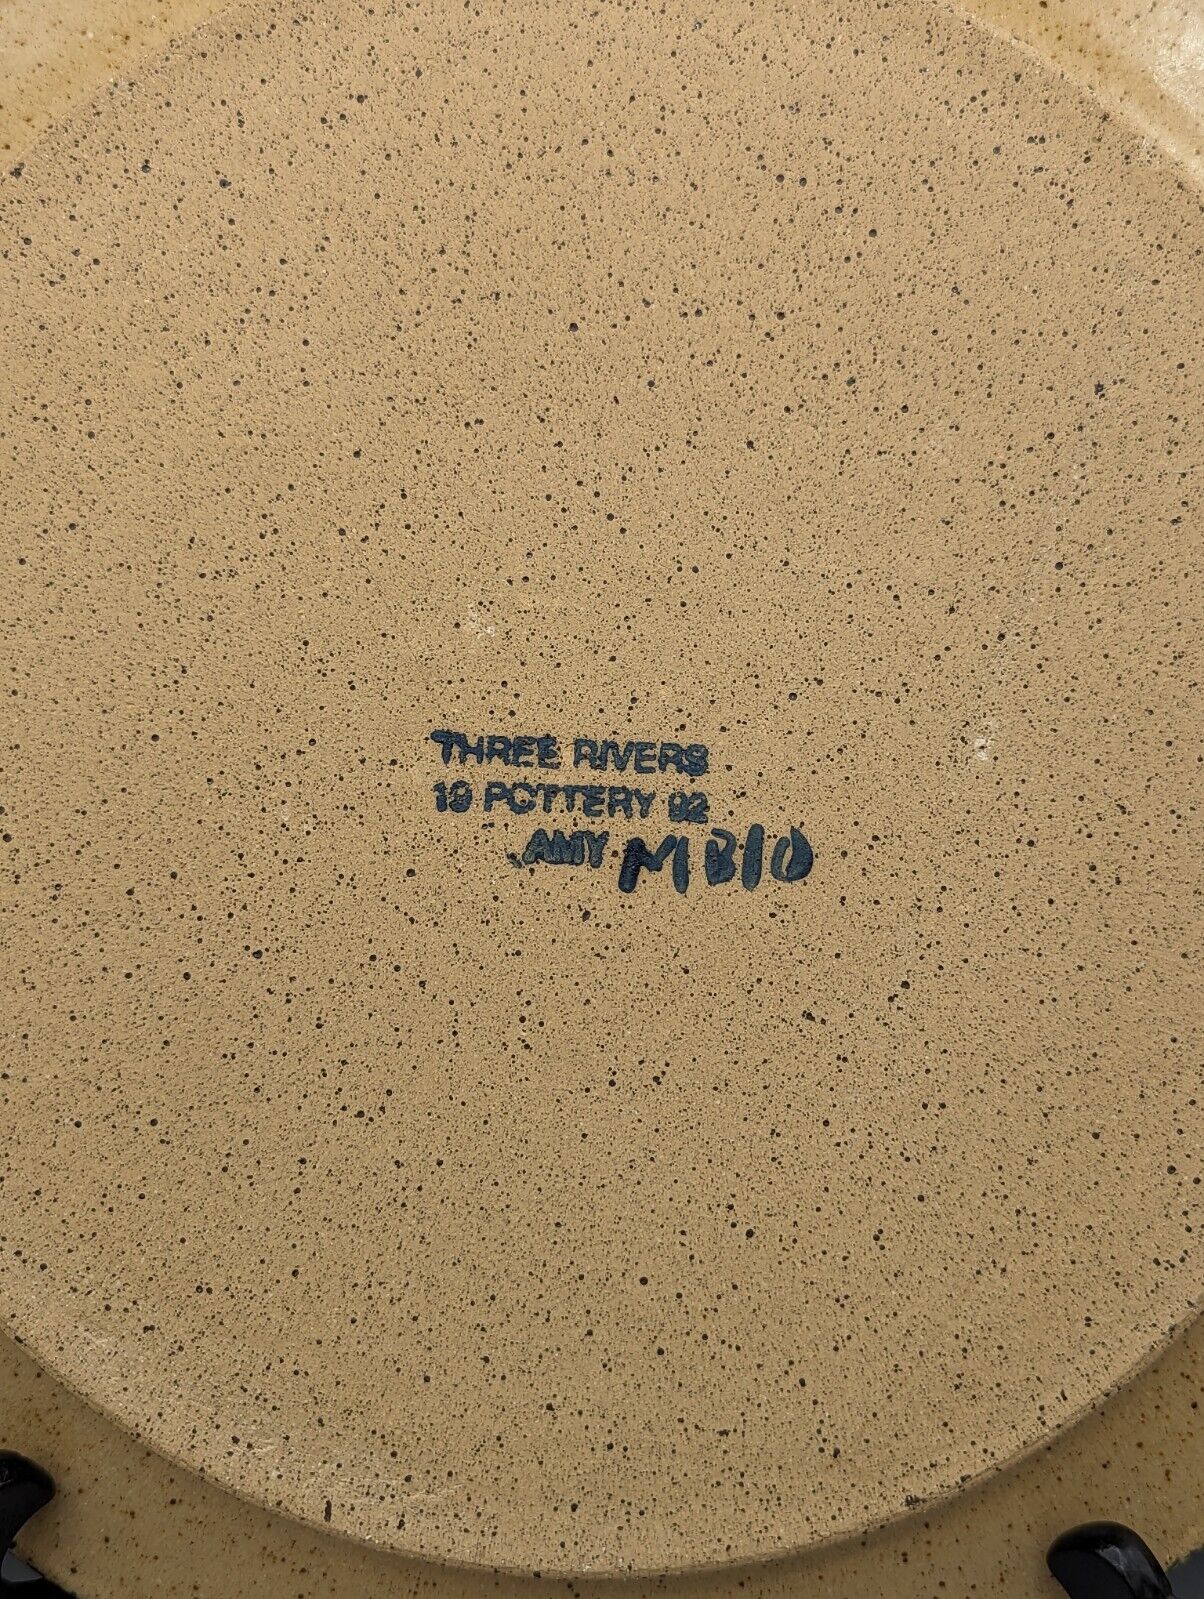 THREE RIVERS
19 POTTERY 92
AMY MB10